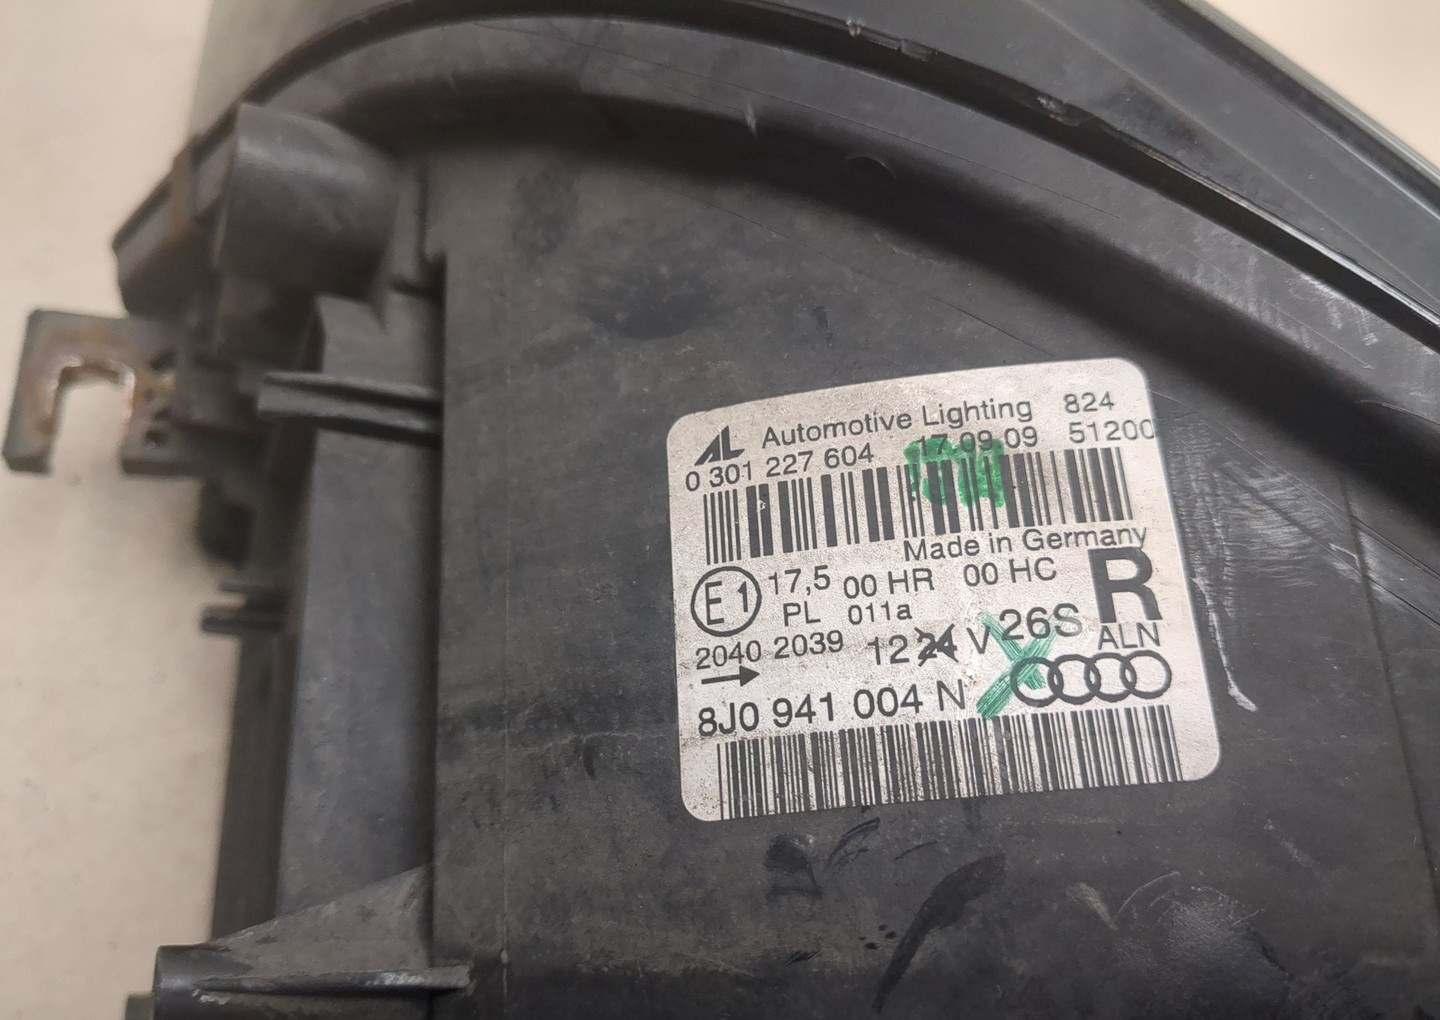 AL Automotive Lighting 824
0 301 227 604 17.09.09 51200
Made in Germany
E1 17,5 00 HR 00 HC R
PL 011a
2040 2039 12 24 V 26S ALN
8J0 941 004 N